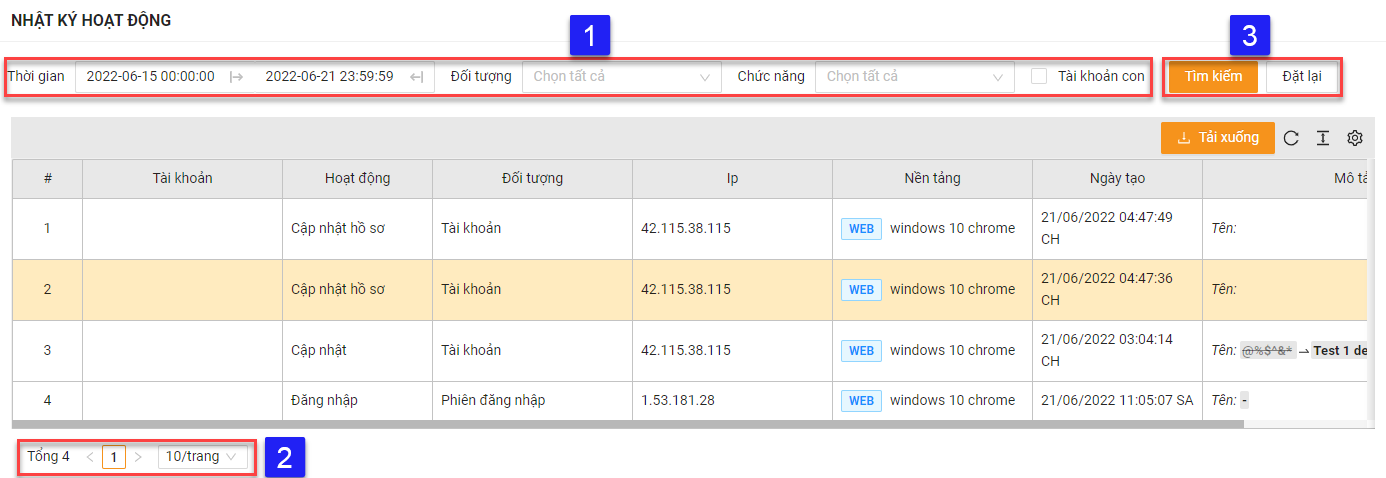 NHẬT KÝ HOẠT ĐỘNG
1
3
Thời gian 2022-06-15 00:00:00 2022-06-21 23:59:59 Đối tượng Chọn tất cả Chức năng Chọn tất cả Tài khoản con Tìm kiếm Đặt lại
Tải xuống
# Tài khoản Hoạt động Đối tượng Ip Nền tảng Ngày tạo Mô tả
1 Cập nhật hồ sơ Tài khoản 42.115.38.115 WEB windows 10 chrome 21/06/2022 04:47:49 CH Tên:
2 Cập nhật hồ sơ Tài khoản 42.115.38.115 WEB windows 10 chrome 21/06/2022 04:47:36 CH Tên:
3 Cập nhật Tài khoản 42.115.38.115 WEB windows 10 chrome 21/06/2022 03:04:14 CH Tên: @%$^&* ⇀ Test 1 de
4 Đăng nhập Phiên đăng nhập 1.53.181.28 WEB windows 10 chrome 21/06/2022 11:05:07 SA Tên: -
Tổng 4 < 1 > 10/trang
2